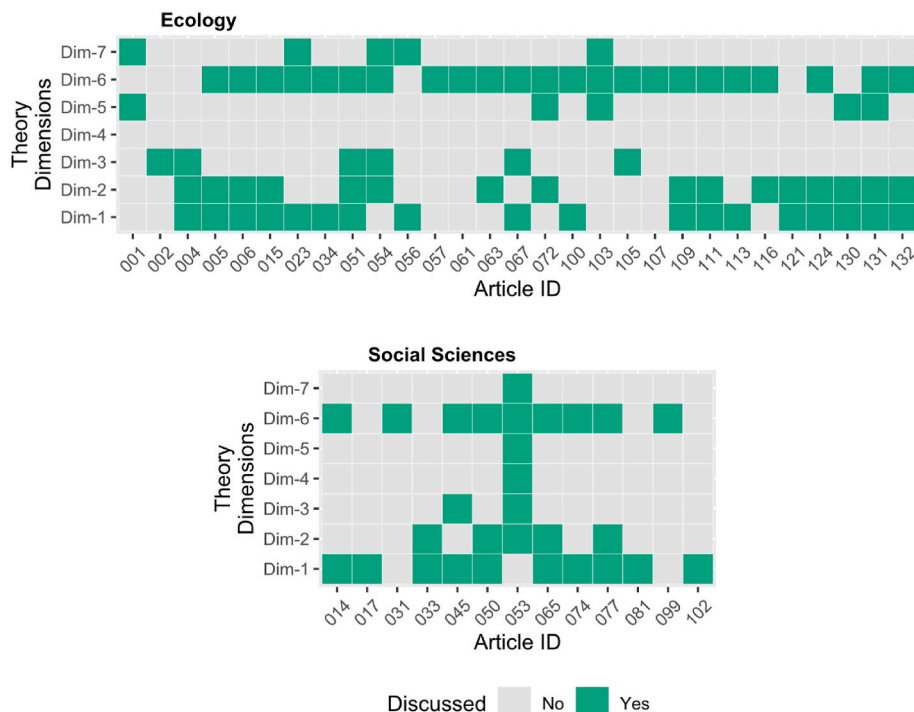 Ecology
Dim-7
Dim-6
Dim-5
Dim-4
Dim-3
Dim-2
Dim-1
Theory
Dimensions
001 002 004 005 006 015 023 034 051 054 056 057 061 063 067 072 100 103 105 107 109 111 113 116 121 124 130 131 132
Article ID
Social Sciences
Dim-7
Dim-6
Dim-5
Dim-4
Dim-3
Dim-2
Dim-1
Theory
Dimensions
014 017 031 033 045 050 053 065 074 077 081 099 102
Article ID
Discussed No Yes